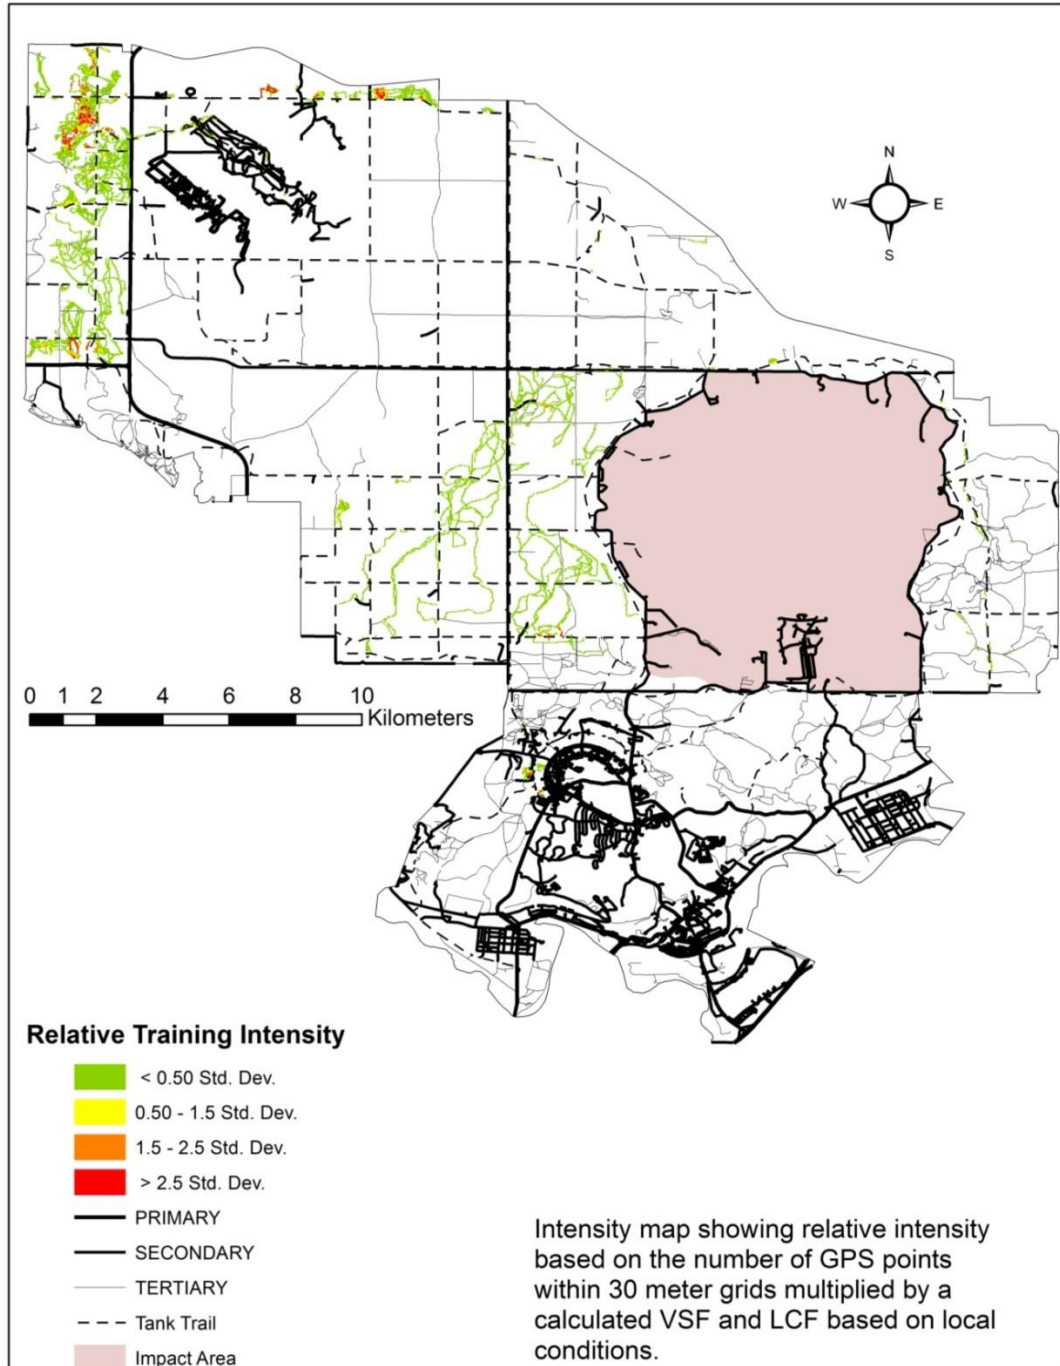 N
W E
S
0 1 2 4 6 8 10
Kilometers
Relative Training Intensity
< 0.50 Std. Dev.
0.50 - 1.5 Std. Dev.
1.5 - 2.5 Std. Dev.
> 2.5 Std. Dev.
PRIMARY
SECONDARY
TERTIARY
Tank Trail
Impact Area
Intensity map showing relative intensity
based on the number of GPS points
within 30 meter grids multiplied by a
calculated VSF and LCF based on local
conditions.